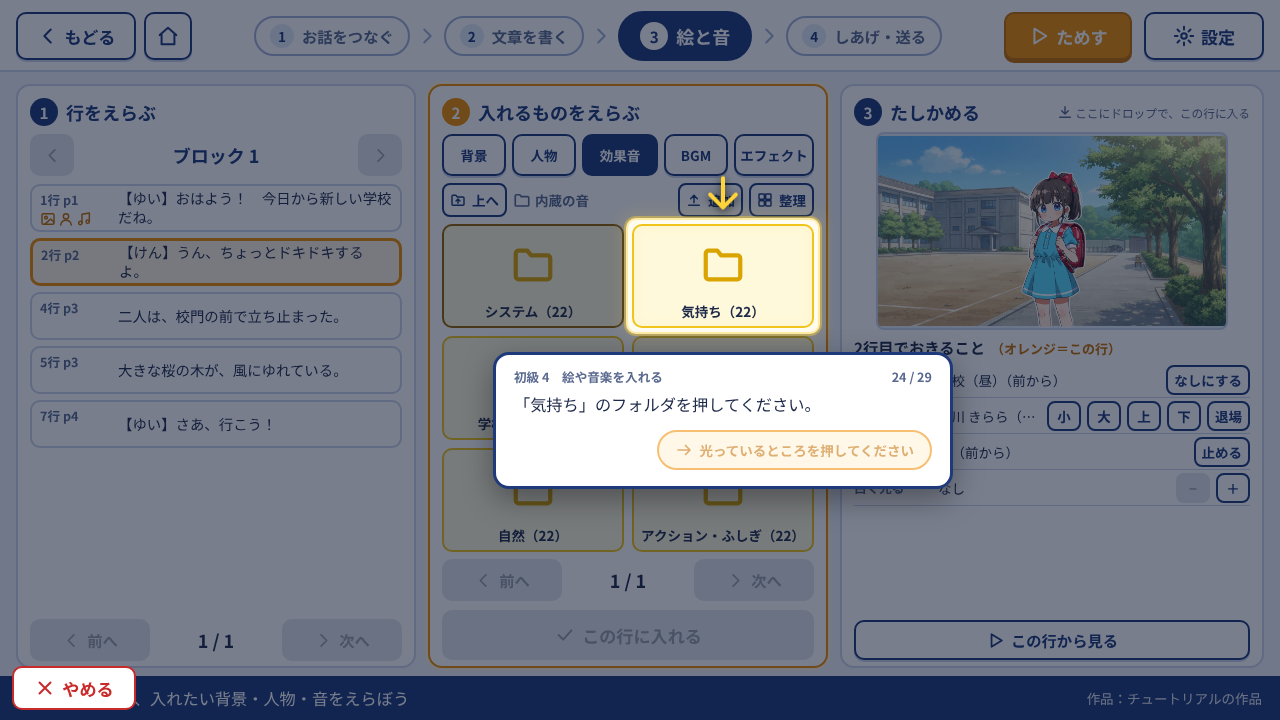 もどる
1 お話をつなぐ
2 文章を書く
3 絵と音
4 しあげ・送る
ためす
設定
1 行をえらぶ
ブロック 1
1行 p1
【ゆい】おはよう！　今日から新しい学校
だね。
2行 p2
【けん】うん、ちょっとドキドキする
よ。
4行 p3
二人は、校門の前で立ち止まった。
5行 p3
大きな桜の木が、風にゆれている。
7行 p4
【ゆい】さあ、行こう！
前へ
1 / 1
次へ
2 入れるものをえらぶ
背景
人物
効果音
BGM
エフェクト
上へ
内蔵の音
整理
システム（22）
気持ち（22）
自然（22）
アクション・ふしぎ（22）
前へ
1 / 1
次へ
この行に入れる
3 たしかめる
ここにドロップで、この行に入る
2行目でおきること （オレンジ＝この行）
校（昼）（前から）
なしにする
川 きらら（…
小
大
上
下
退場
（前から）
止める
なし
－
＋
この行から見る
初級 4　絵や音楽を入れる
24 / 29
「気持ち」のフォルダを押してください。
光っているところを押してください
やめる
、入れたい背景・人物・音をえらぼう
作品：チュートリアルの作品